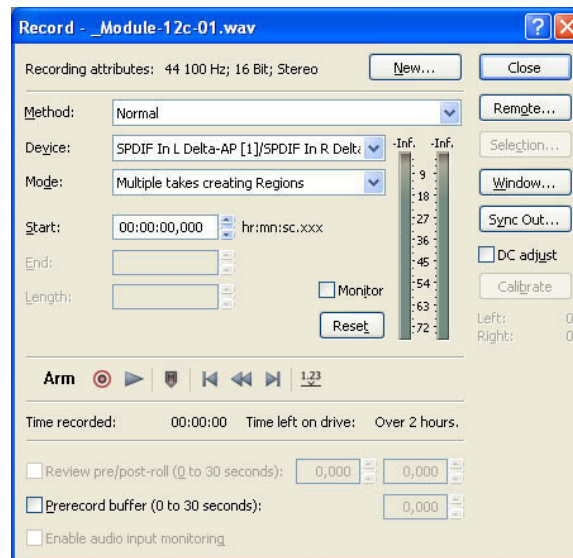 Record - _Module-12c-01.wav
Recording attributes: 44 100 Hz; 16 Bit; Stereo
New...
Close
Method:
Normal
Remote...
Device:
SPDIF In L Delta-AP [1]/SPDIF In R Delta
-Inf. -Inf.
Selection...
Mode:
Multiple takes creating Regions
9
18
27
36
45
54
63
72
Window...
Start:
00:00:00,000
hr:mn:sc.xxx
Sync Out...
End:
DC adjust
Length:
Monitor
Calibrate
Reset
Left: 0
Right: 0
Arm
1.23
Time recorded: 00:00:00 Time left on drive: Over 2 hours.
Review pre/post-roll (0 to 30 seconds): 0,000 0,000
Prerecord buffer (0 to 30 seconds): 0,000
Enable audio input monitoring